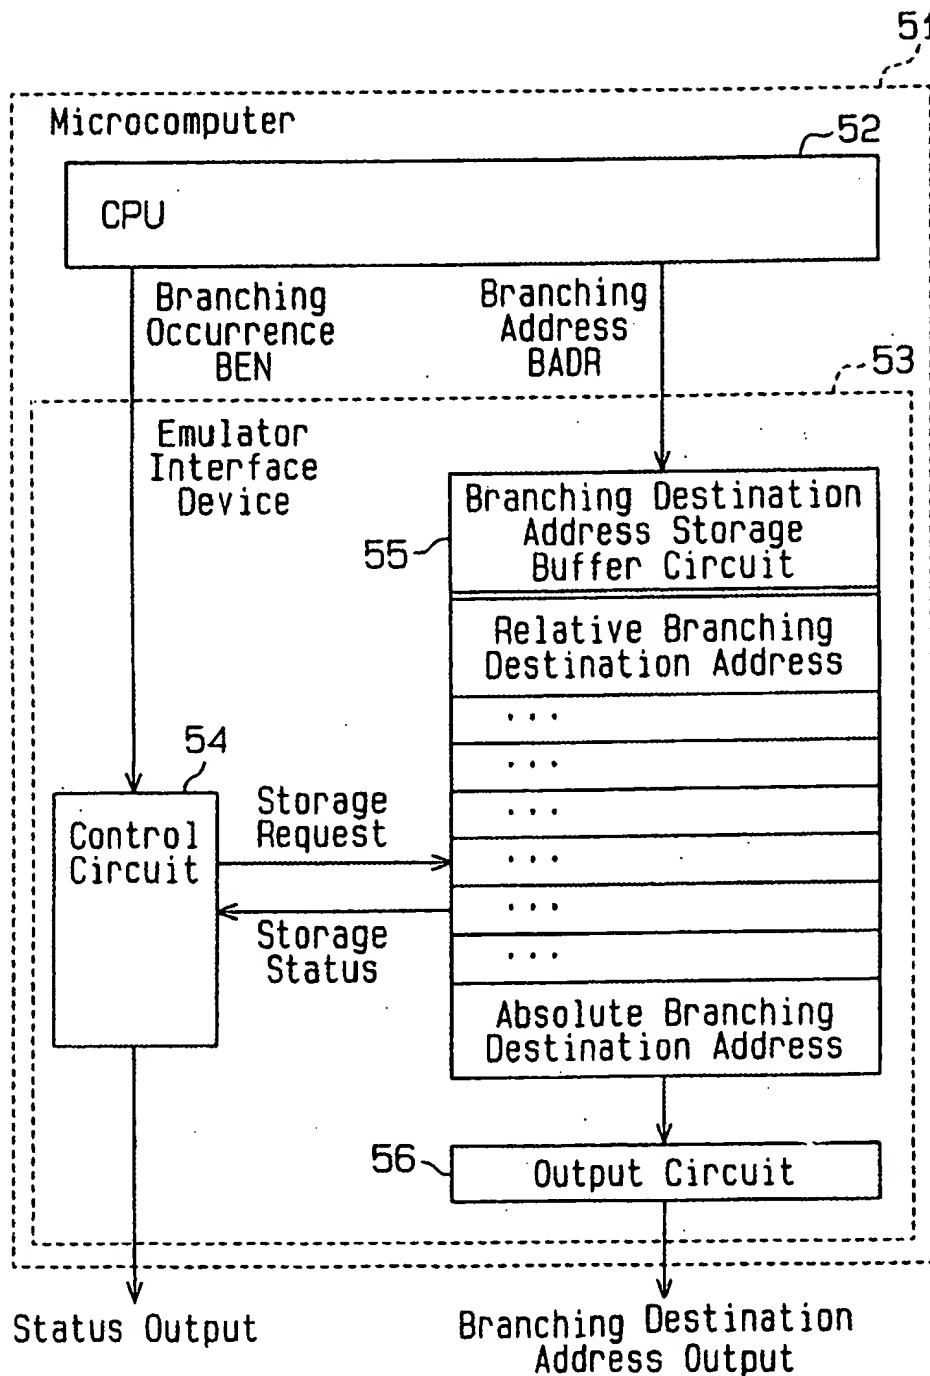 51
Microcomputer
52
CPU
Branching
Occurrence
BEN
Branching
Address
BADR
53
Emulator
Interface
Device
55
Branching Destination
Address Storage
Buffer Circuit
Relative Branching
Destination Address
...
...
...
...
...
...
54
Control
Circuit
Storage
Request
Storage
Status
Absolute Branching
Destination Address
56
Output Circuit
Status Output
Branching Destination
Address Output